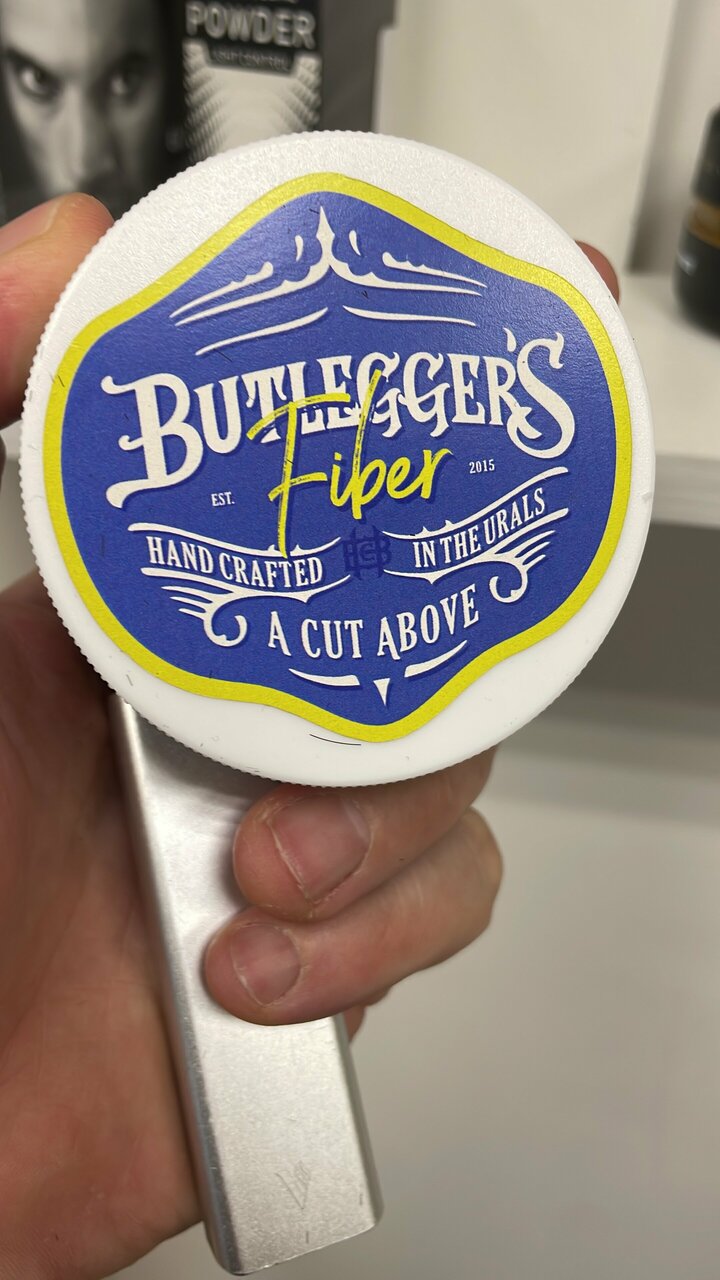 POWDER
BUTLEGGER'S
Fiber
EST. 2015
HAND CRAFTED IN THE URALS
A CUT ABOVE